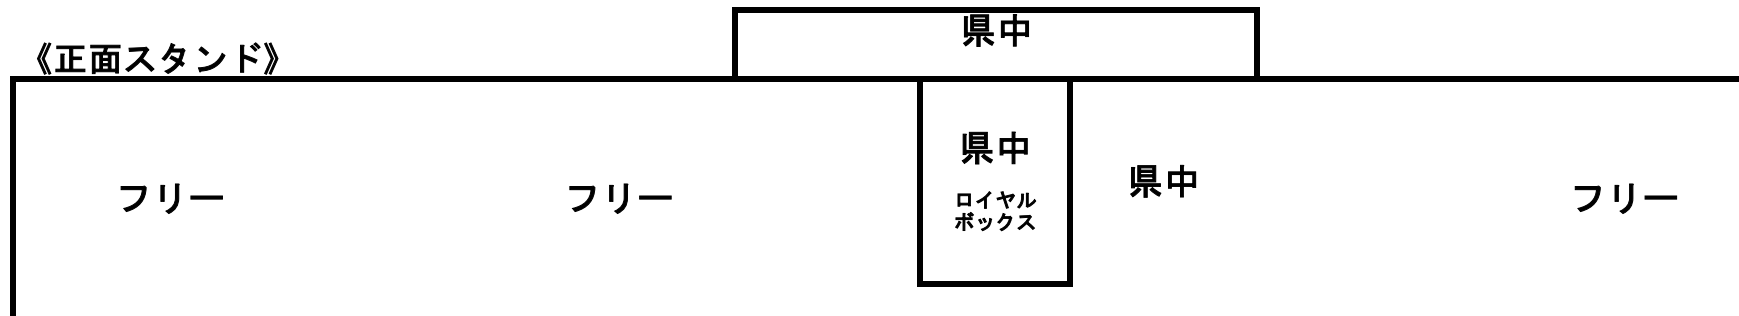 県中
《正面スタンド》
フリー
フリー
県中
ロイヤル
ボックス
県中
フリー